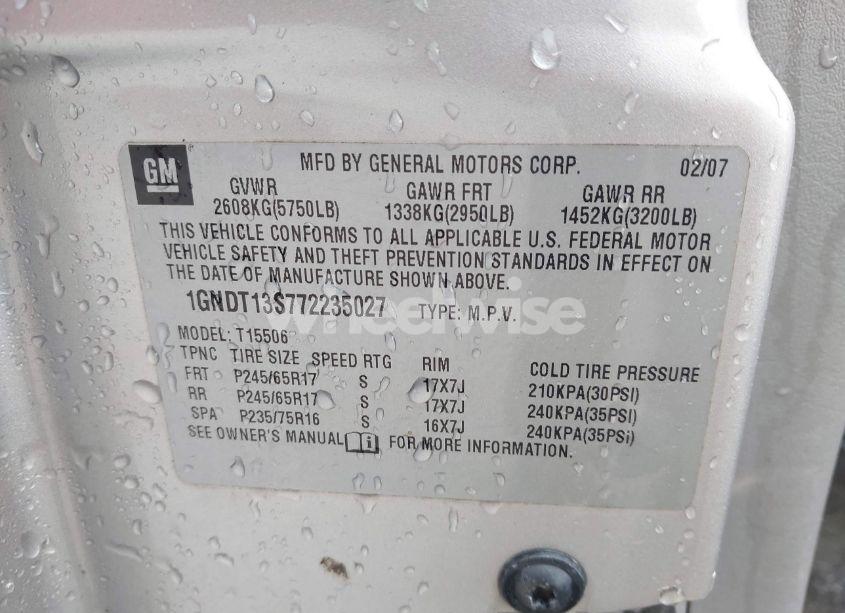 GM
MFD BY GENERAL MOTORS CORP. 02/07
GVWR GAWR FRT GAWR RR
2608KG(5750LB) 1338KG(2950LB) 1452KG(3200LB)
THIS VEHICLE CONFORMS TO ALL APPLICABLE U.S. FEDERAL MOTOR
VEHICLE SAFETY AND THEFT PREVENTION STANDARDS IN EFFECT ON
THE DATE OF MANUFACTURE SHOWN ABOVE.
1GNDT13S772235027 TYPE: M.P.V.
wheelwise
MODEL: T15506
TPNC TIRE SIZE SPEED RTG RIM COLD TIRE PRESSURE
FRT P245/65R17 S 17X7J 210KPA(30PSI)
RR P245/65R17 S 17X7J 240KPA(35PSI)
SPA P235/75R16 S 16X7J 240KPA(35PSi)
SEE OWNER'S MANUAL i FOR MORE INFORMATION.